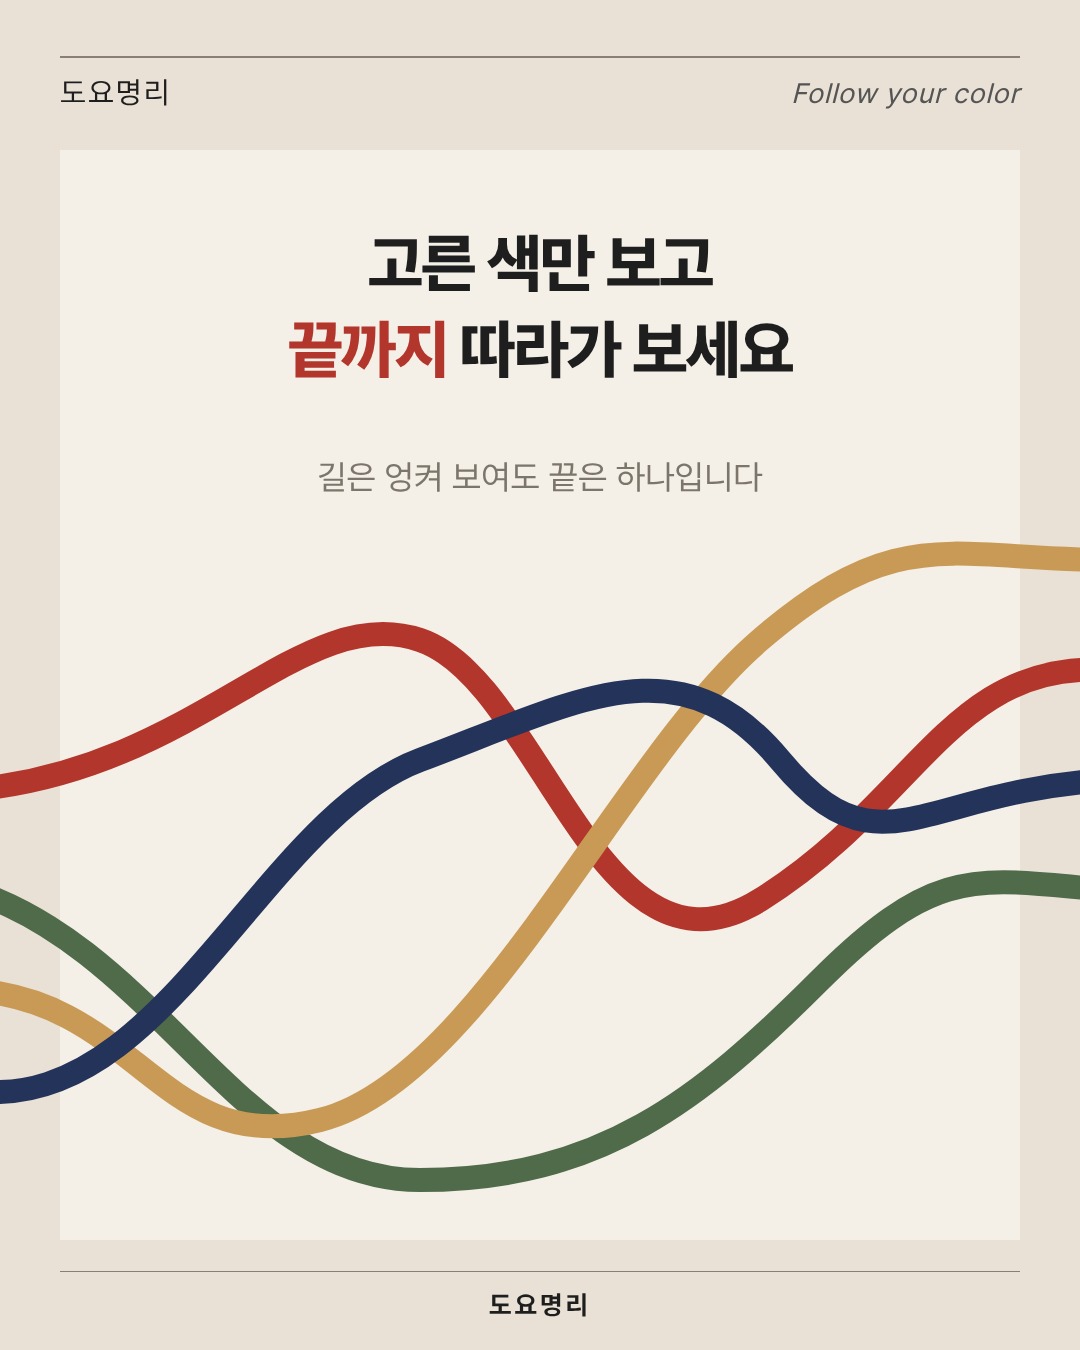 도요명리
Follow your color
고른 색만 보고
끝까지 따라가 보세요
길은 엉켜 보여도 끝은 하나입니다
도요명리